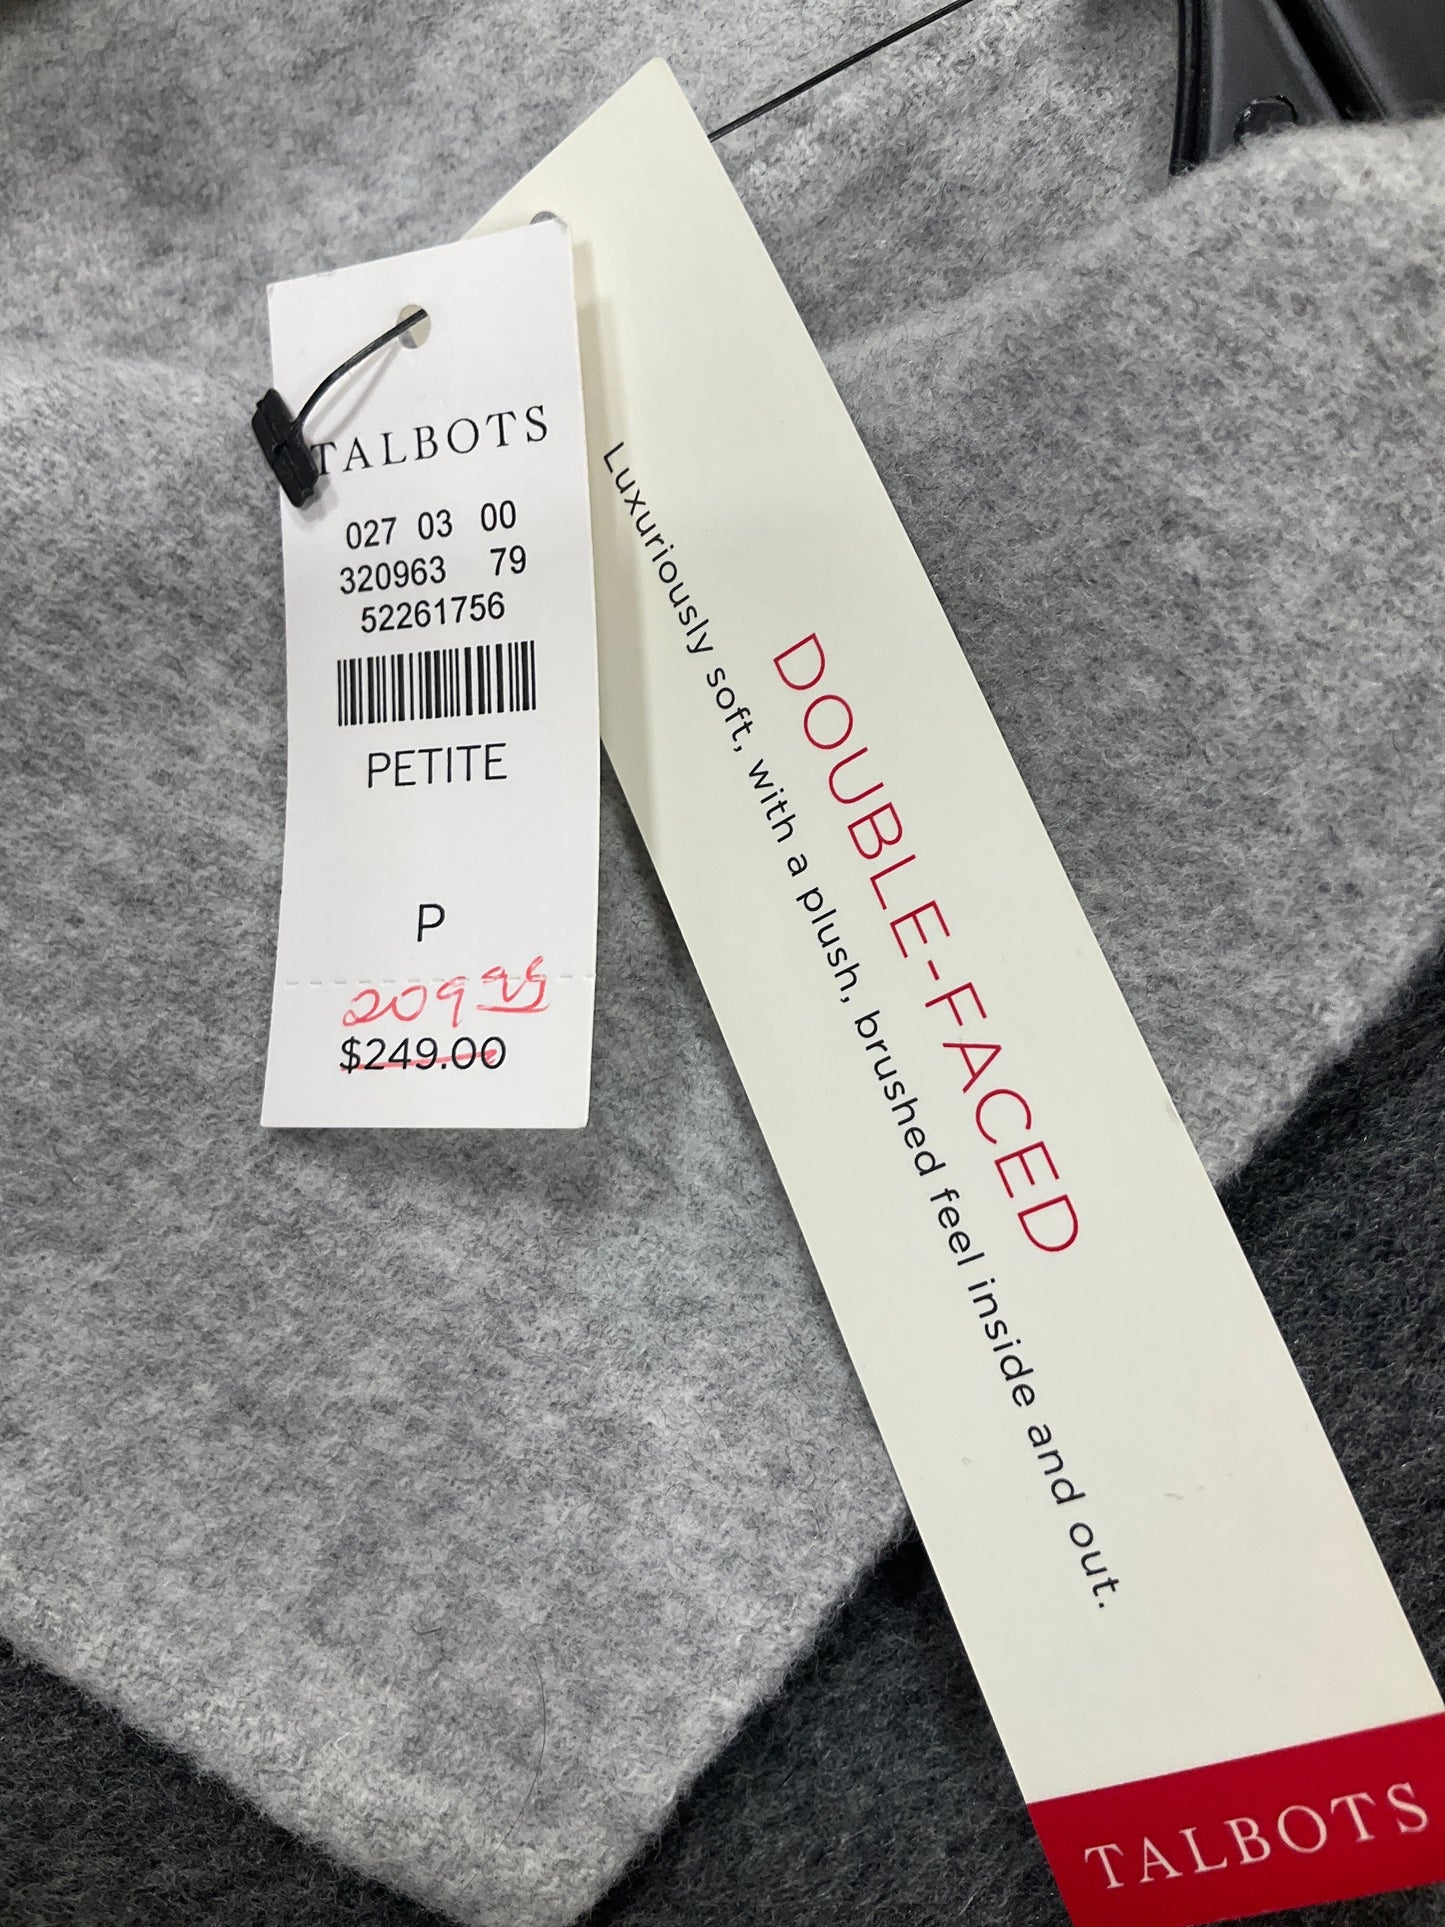 TALBOTS
027 03 00
320963 79
52261756
PETITE
P
209 99
$249.00
DOUBLE-FACED
Luxuriously soft, with a plush, brushed feel inside and out.
TALBOTS